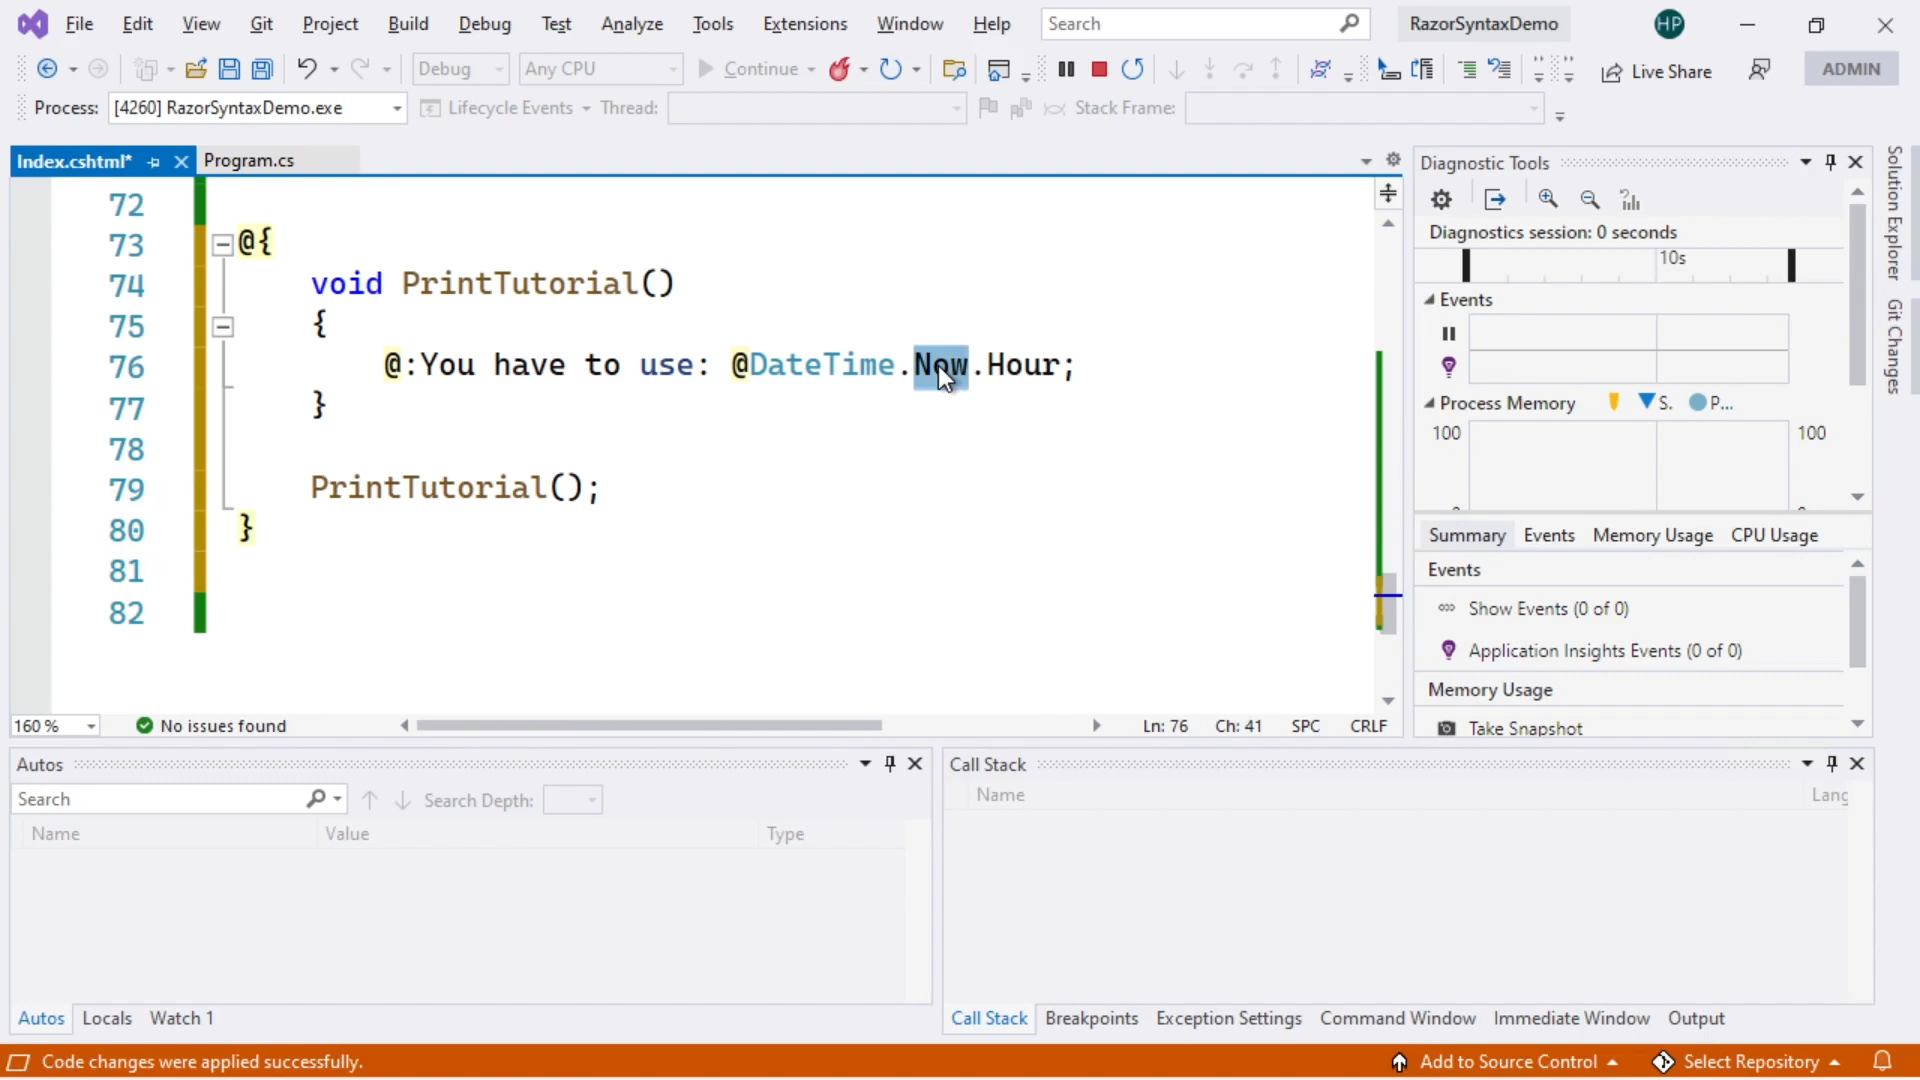 File Edit View Git Project Build Debug Test Analyze Tools Extensions Window Help Search RazorSyntaxDemo HP
Debug Any CPU Continue Live Share ADMIN
Process: [4260] RazorSyntaxDemo.exe Lifecycle Events Thread: Stack Frame:
Index.cshtml* Program.cs
72
73 @{
74 void PrintTutorial()
75 {
76 @:You have to use: @DateTime.Now.Hour;
77 }
78
79 PrintTutorial();
80 }
81
82
160 % No issues found Ln: 76 Ch: 41 SPC CRLF
Diagnostic Tools
Diagnostics session: 0 seconds
10s
Events
Process Memory S. P...
100 100
Summary Events Memory Usage CPU Usage
Events
Show Events (0 of 0)
Application Insights Events (0 of 0)
Memory Usage
Take Snapshot
Solution Explorer
Git Changes
Autos
Search Search Depth:
Name Value Type
Autos Locals Watch 1
Call Stack
Name Lang
Call Stack Breakpoints Exception Settings Command Window Immediate Window Output
Code changes were applied successfully. Add to Source Control Select Repository